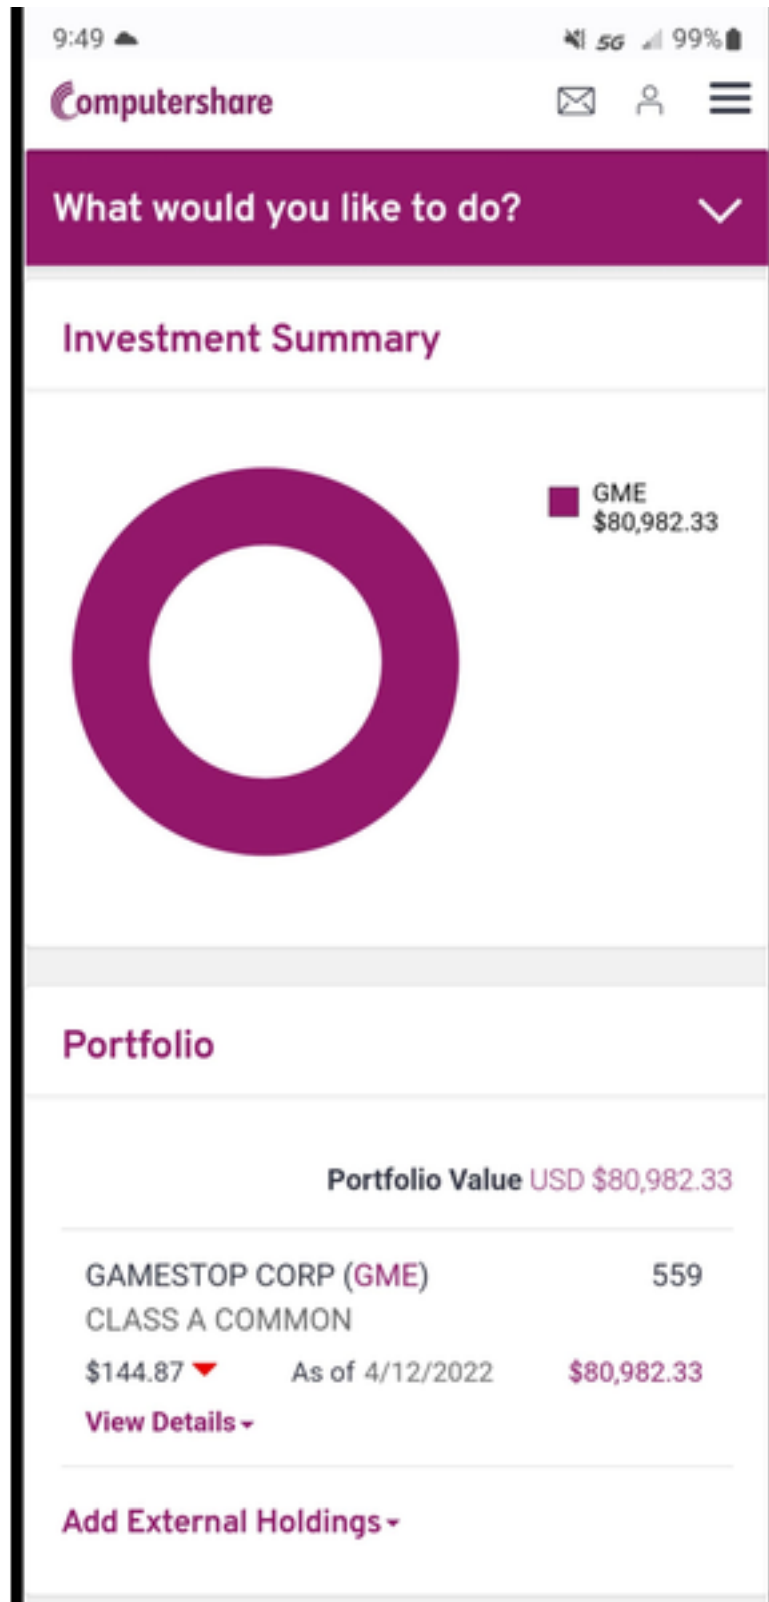 9:49 5G 99%
Computershare
What would you like to do?
Investment Summary
GME
$80,982.33
Portfolio
Portfolio Value USD $80,982.33
GAMESTOP CORP (GME) 559
CLASS A COMMON
$144.87 As of 4/12/2022 $80,982.33
View Details
Add External Holdings